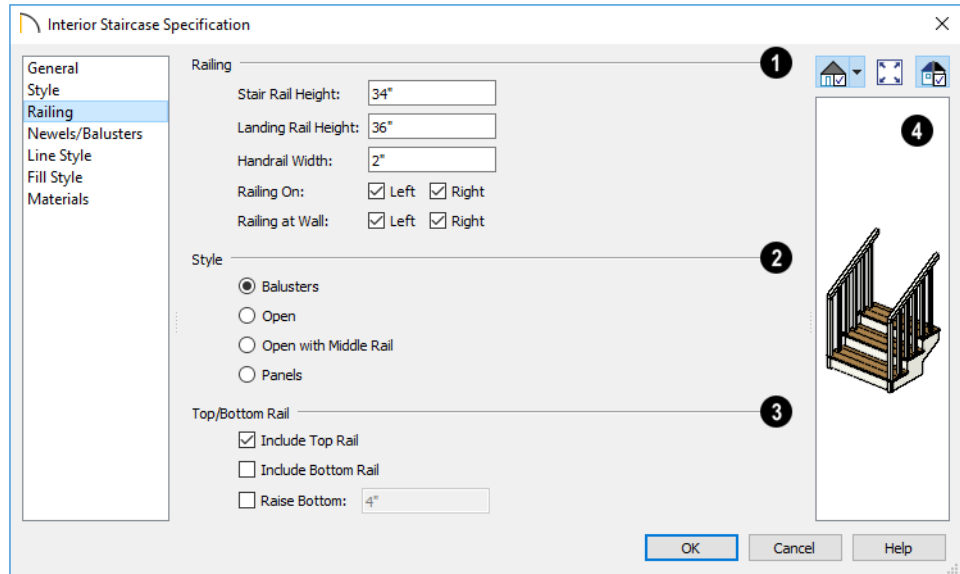 Interior Staircase Specification
General
Style
Railing
Newels/Balusters
Line Style
Fill Style
Materials
Railing
1
Stair Rail Height: 34"
Landing Rail Height: 36"
Handrail Width: 2"
Railing On: Left Right
Railing at Wall: Left Right
Style
2
Balusters
Open
Open with Middle Rail
Panels
Top/Bottom Rail
3
Include Top Rail
Include Bottom Rail
Raise Bottom: 4"
4
OK Cancel Help